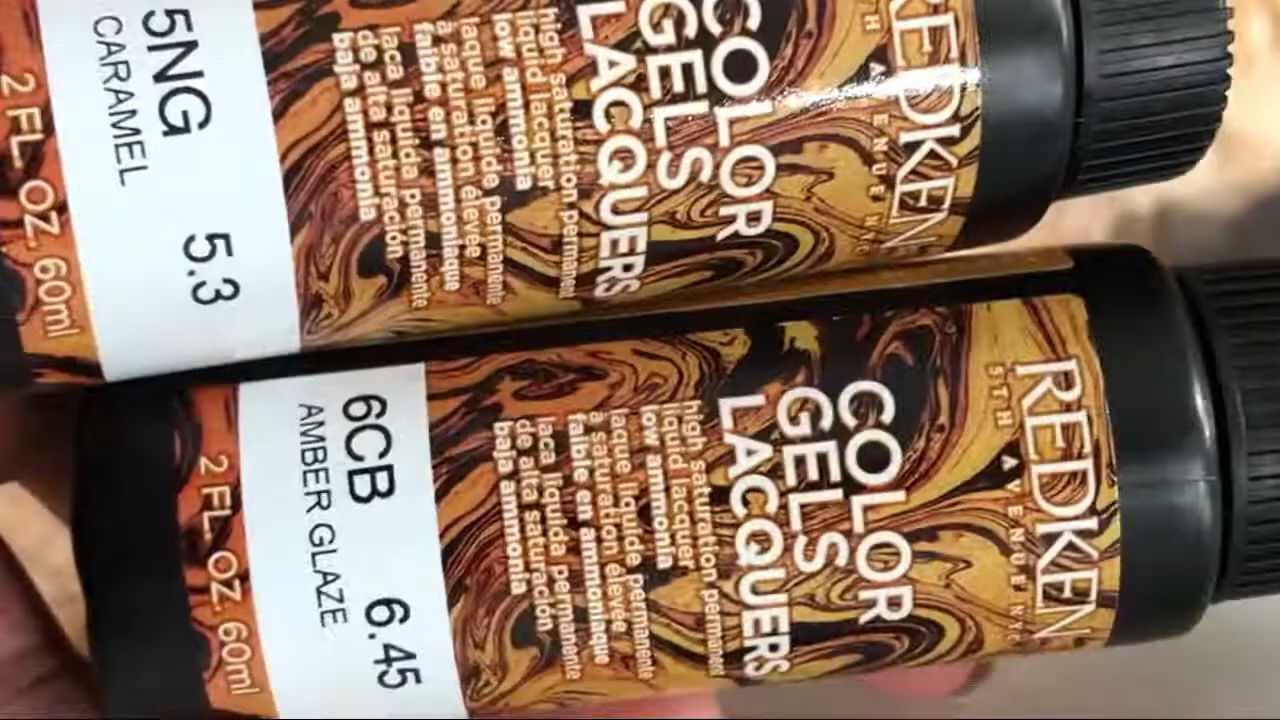 REDKEN
5TH AVENUE NYC
COLOR
GELS
LACQUERS
high saturation permanent
liquid lacquer
low ammonia
laque liquide permanente
à saturation élevée
faible en ammoniaque
laca líquida permanente
de alta saturación
baja ammonia
5NG 5.3
CARAMEL
2 FL. OZ. 60ml
REDKEN
5TH AVENUE NYC
COLOR
GELS
LACQUERS
high saturation permanent
liquid lacquer
low ammonia
laque liquide permanente
à saturation élevée
faible en ammoniaque
laca líquida permanente
de alta saturación
baja ammonia
6CB 6.45
AMBER GLAZE
2 FL. OZ. 60ml